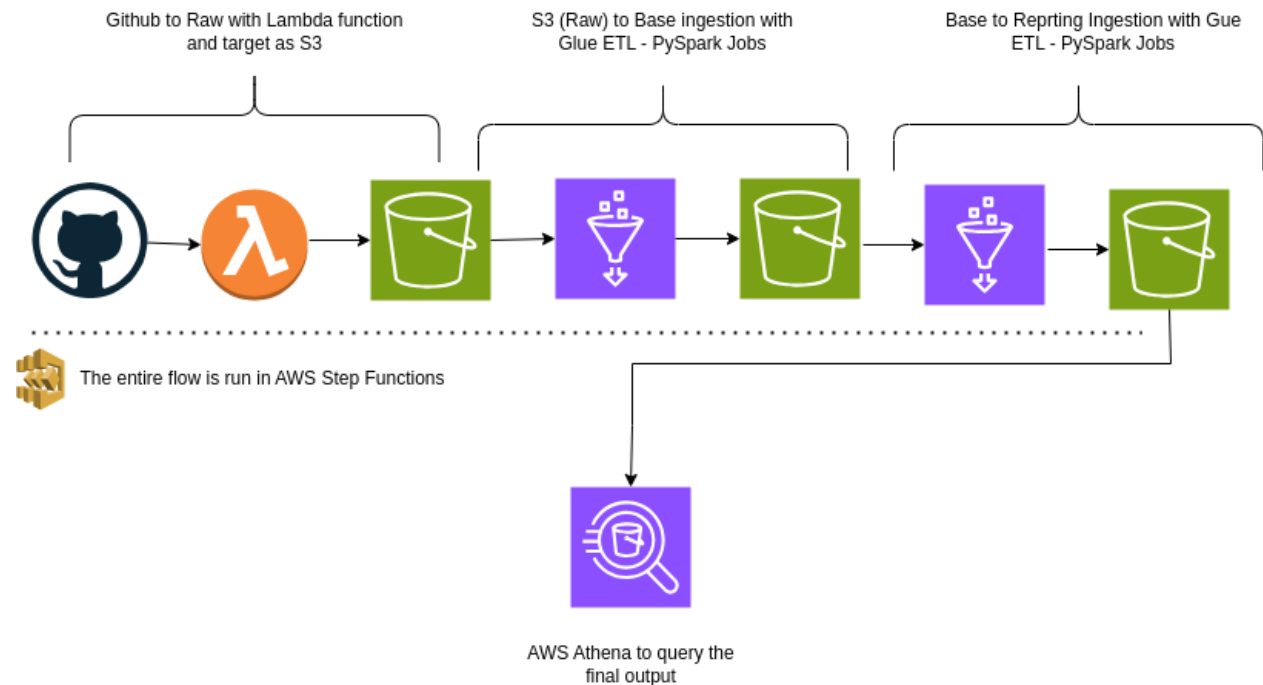 Github to Raw with Lambda function
and target as S3
S3 (Raw) to Base ingestion with
Glue ETL - PySpark Jobs
Base to Reprting Ingestion with Gue
ETL - PySpark Jobs
The entire flow is run in AWS Step Functions
AWS Athena to query the
final output